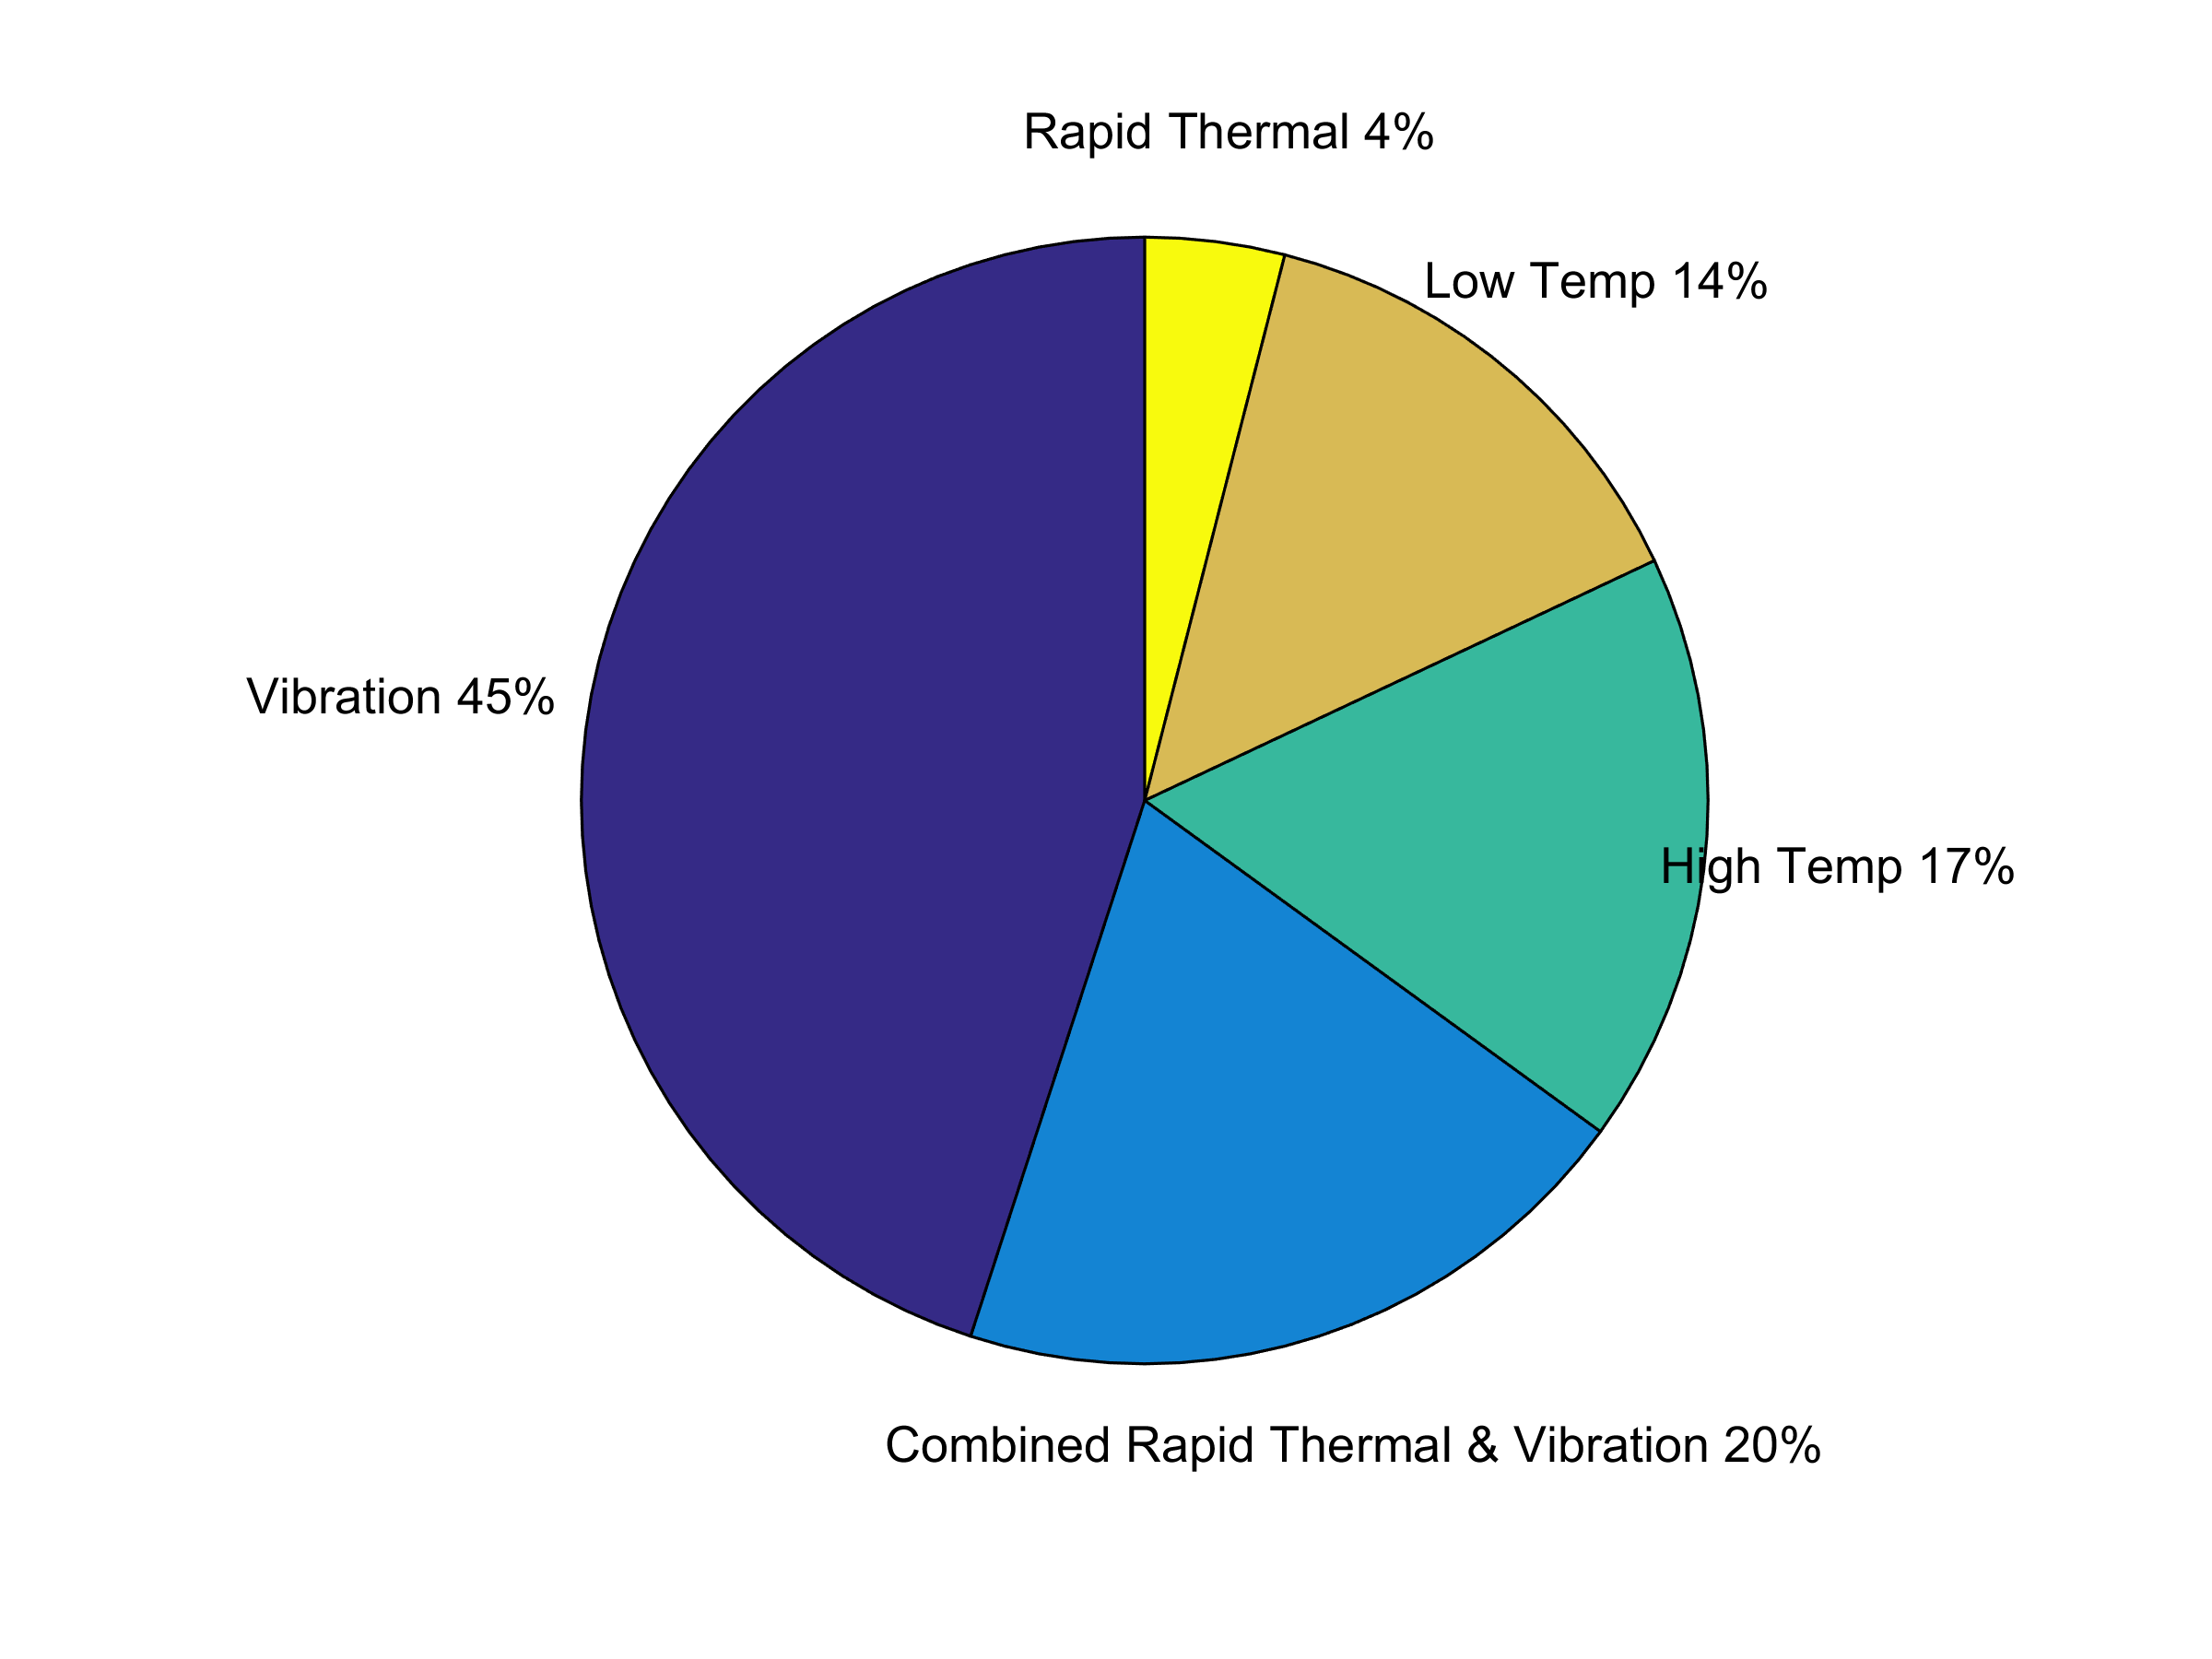 Rapid Thermal 4%
Low Temp 14%
Vibration 45%
High Temp 17%
Combined Rapid Thermal & Vibration 20%